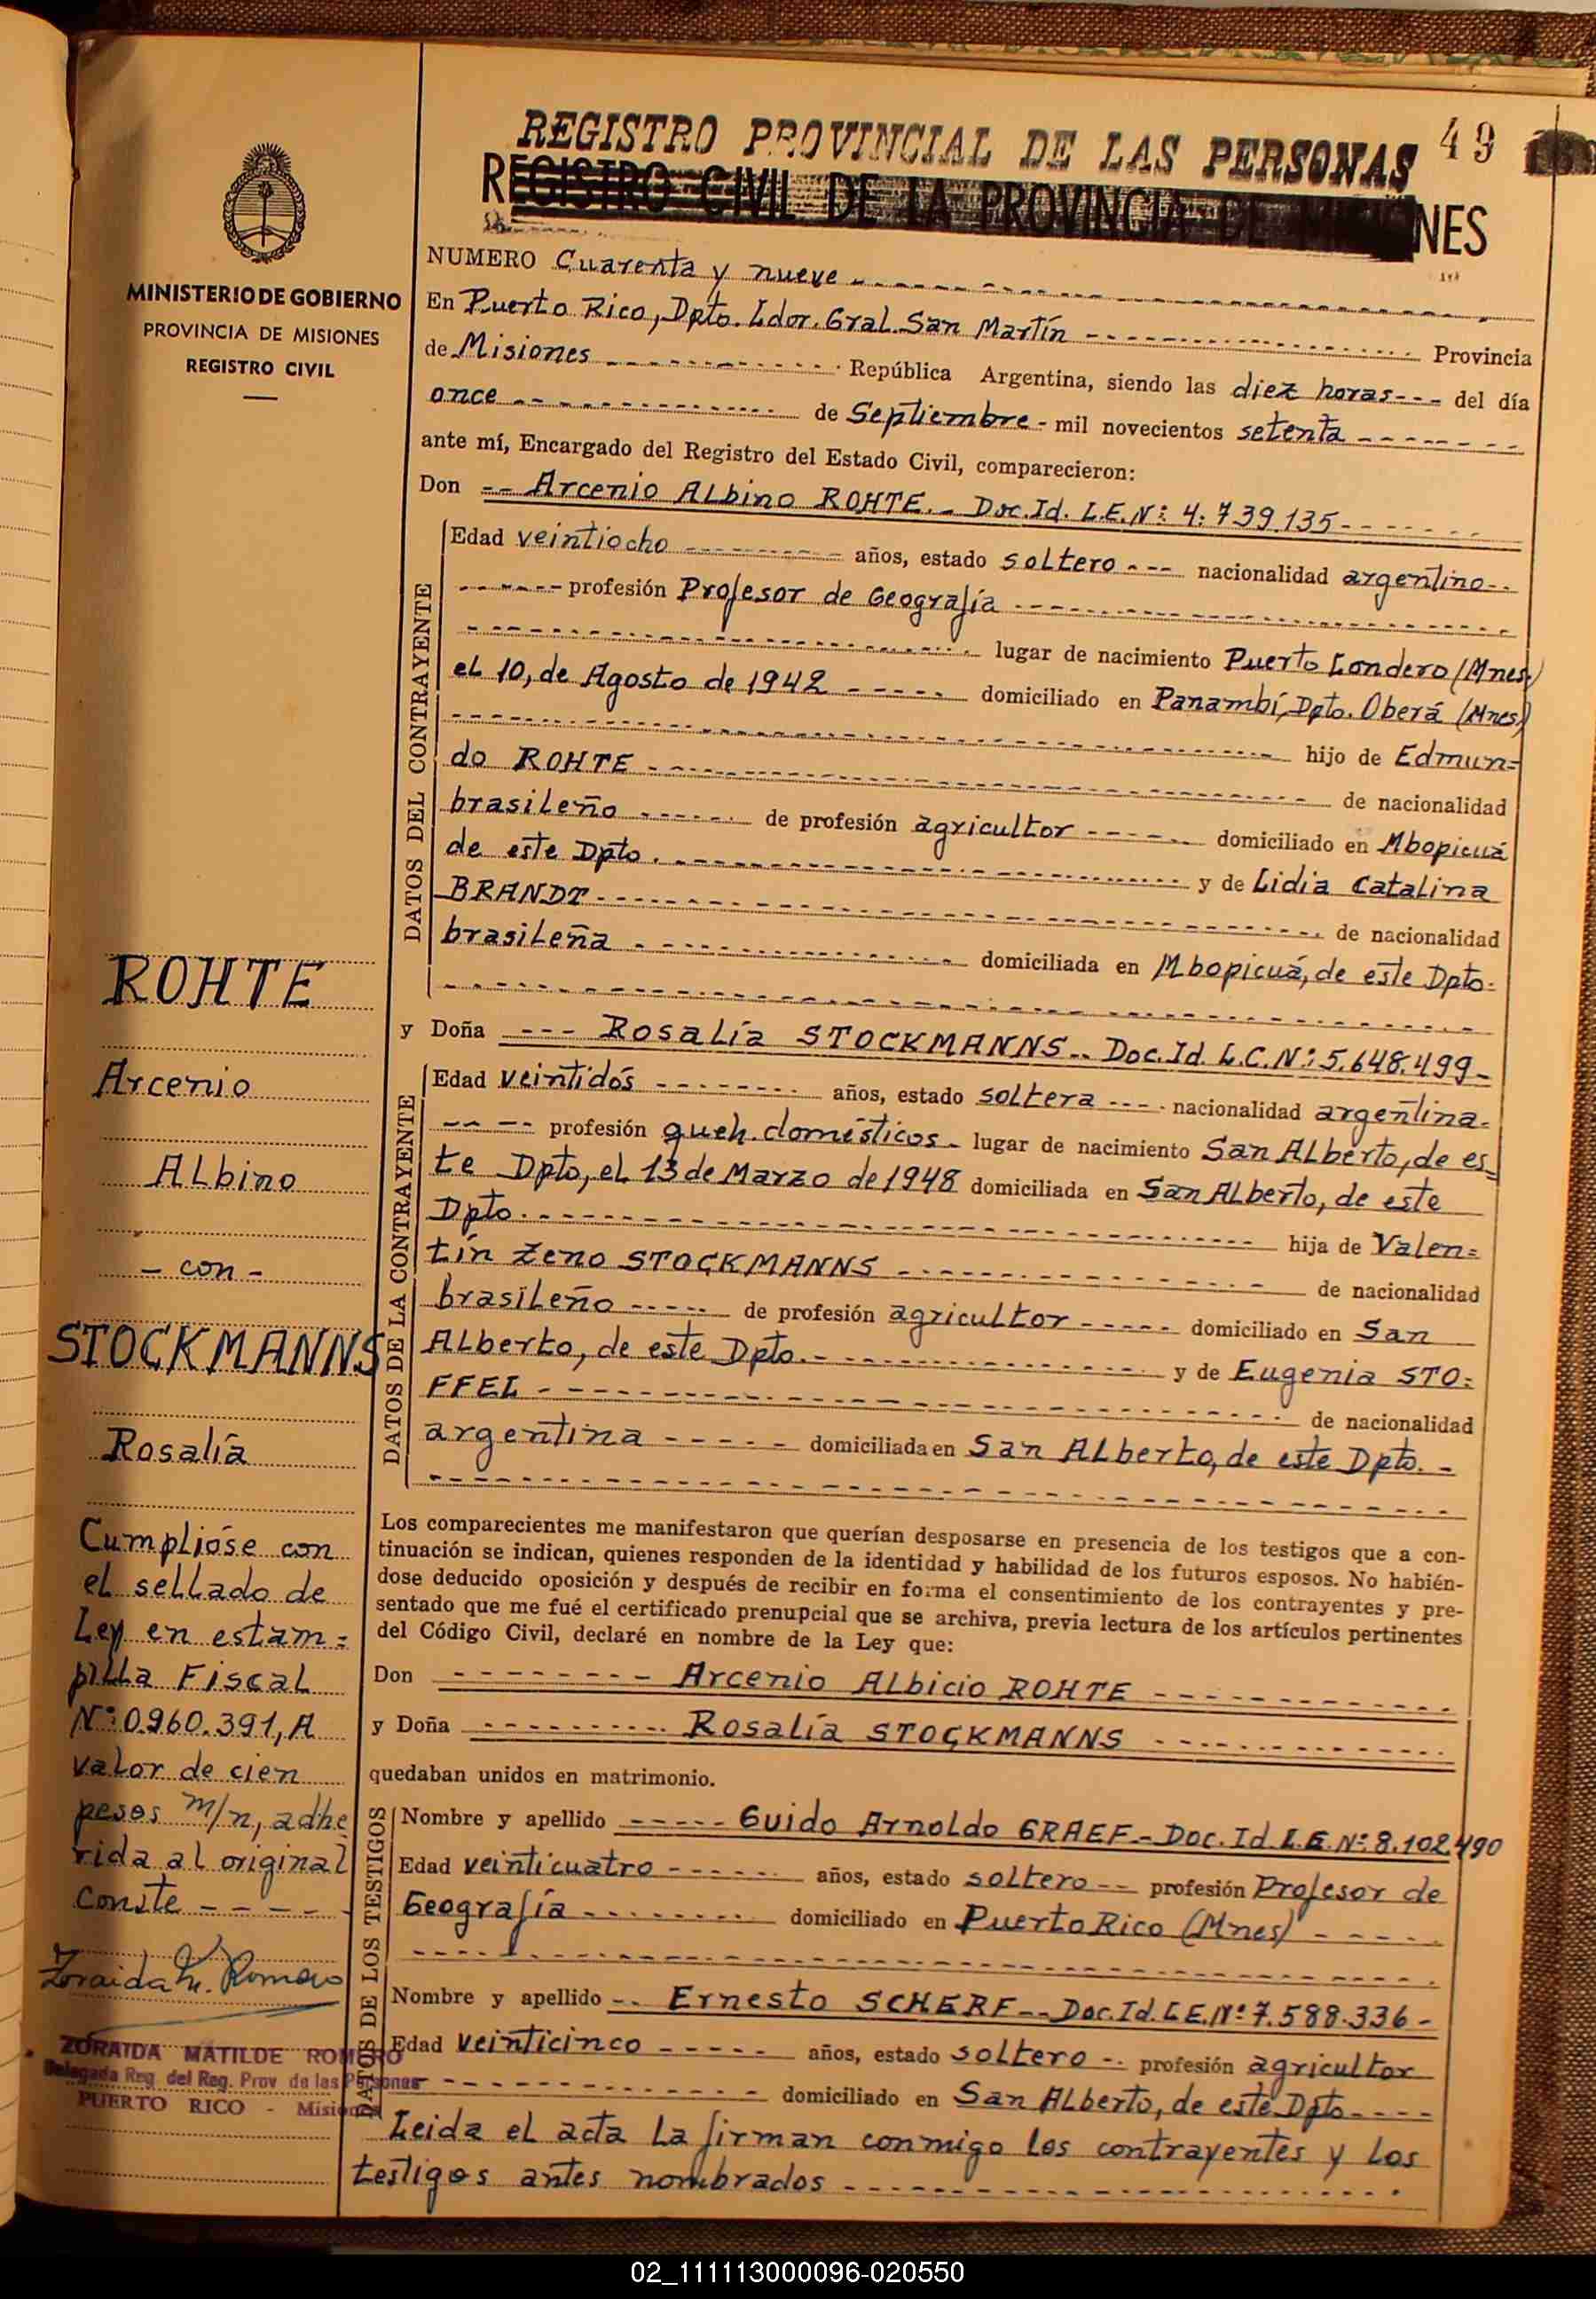 REGISTRO PROVINCIAL DE LAS PERSONAS
49
REGISTRO CIVIL DE LA PROVINCIA DE MISIONES
MINISTERIO DE GOBIERNO
PROVINCIA DE MISIONES
REGISTRO CIVIL
NUMERO Cuarenta y nueve
En Puerto Rico, Dpto. Ldor. Gral. San Martín Provincia
de Misiones República Argentina, siendo las diez horas del día
once de Septiembre - mil novecientos setenta
ante mí, Encargado del Registro del Estado Civil, comparecieron:
Don Arcenio Albino ROHTE.- Doc. Id. L.E. Nº: 4.739.135
DATOS DEL CONTRAYENTE
Edad veintiocho años, estado soltero nacionalidad argentino
profesión Profesor de Geografía
lugar de nacimiento Puerto Londero (Mnes.)
el 10, de Agosto de 1942 domiciliado en Panambí, Dpto. Oberá (Mnes)
hijo de Edmun=
do ROHTE de nacionalidad
brasileño de profesión agricultor domiciliado en Mbopicuá
de este Dpto. y de Lidia Catalina
BRANDT de nacionalidad
brasileña domiciliada en Mbopicuá, de este Dpto.
y Doña Rosalía STOCKMANNS.. Doc. Id. L.C. Nº: 5.648.499-
DATOS DE LA CONTRAYENTE
Edad veintidós años, estado soltera nacionalidad argentina
profesión queh. domésticos - lugar de nacimiento San Alberto, de es=
te Dpto, el 13 de Marzo de 1948 domiciliada en San Alberto, de este
Dpto. hija de Valen=
tín Zeno STOCKMANNS de nacionalidad
brasileño de profesión agricultor domiciliado en San
Alberto, de este Dpto. y de Eugenia STO=
FFEL de nacionalidad
argentina domiciliada en San Alberto, de este Dpto. -
Los comparecientes me manifestaron que querían desposarse en presencia de los testigos que a con-
tinuación se indican, quienes responden de la identidad y habilidad de los futuros esposos. No habién-
dose deducido oposición y después de recibir en forma el consentimiento de los contrayentes y pre-
sentado que me fué el certificado prenupcial que se archiva, previa lectura de los artículos pertinentes
del Código Civil, declaré en nombre de la Ley que:
Don Arcenio Albicio ROHTE
y Doña Rosalía STOCKMANNS
quedaban unidos en matrimonio.
DATOS DE LOS TESTIGOS
Nombre y apellido Guido Arnoldo GRAEF - Doc. Id. L.E. Nº: 8.102.490
Edad veinticuatro años, estado soltero profesión Profesor de
Geografía domiciliado en Puerto Rico (Mnes)
Nombre y apellido Ernesto SCHERF - Doc. Id. L.E. Nº 7.588.336 -
Edad veinticinco años, estado soltero profesión agricultor
domiciliado en San Alberto, de este Dpto
Leida el acta la firman conmigo los contrayentes y los
testigos antes nombrados
ROHTE
Arcenio
Albino
- con -
STOCKMANNS
Rosalía
Cumplióse con
el sellado de
Ley en estam=
pilla Fiscal
Nº: 0.960.391, A
valor de cien
pesos m/n, adhe
rida al original
Conste
Zoraida M. Romero
ZORAIDA MATILDE ROMERO
Delegada Reg. del Reg. Prov de las Personas
PUERTO RICO - Misiones
02_111113000096-020550